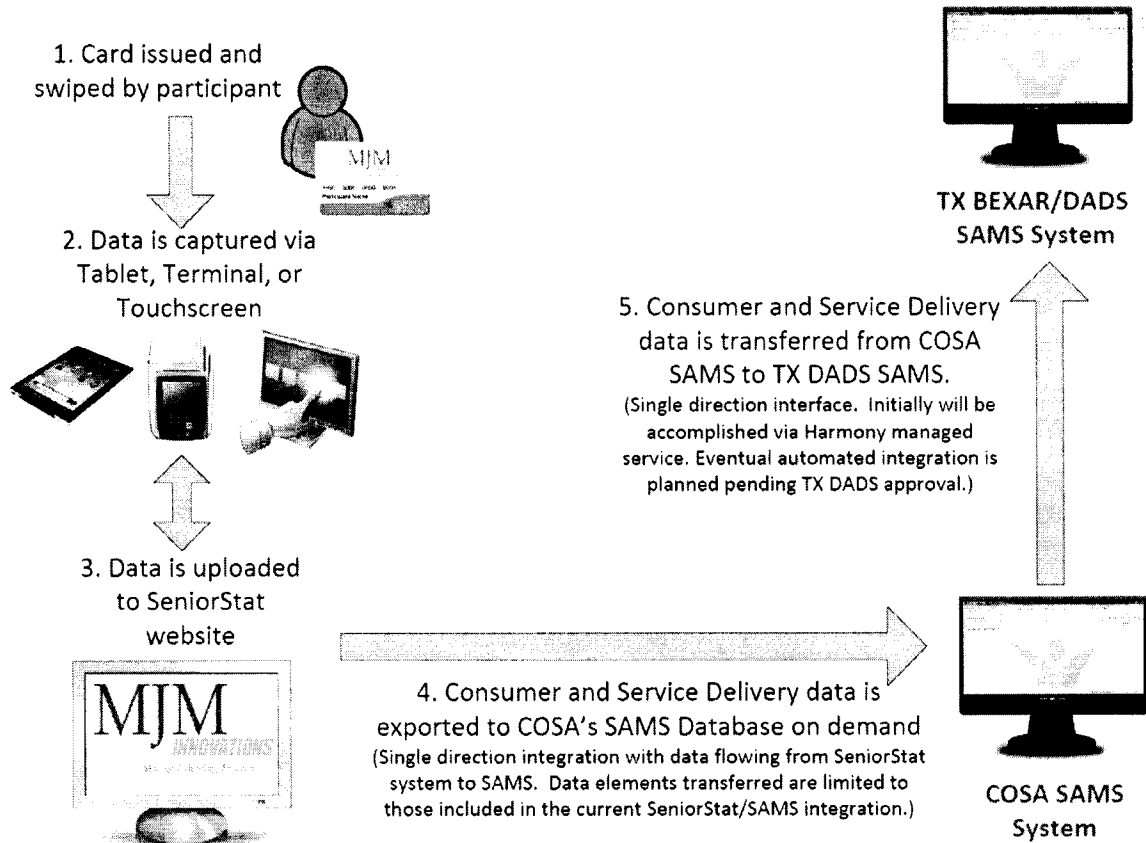 1. Card issued and
swiped by participant
MJM
Participant Name
2. Data is captured via
Tablet, Terminal, or
Touchscreen
3. Data is uploaded
to SeniorStat
website
MJM
INNOVATIONS
4. Consumer and Service Delivery data is
exported to COSA's SAMS Database on demand
(Single direction integration with data flowing from SeniorStat
system to SAMS. Data elements transferred are limited to
those included in the current SeniorStat/SAMS integration.)
TX BEXAR/DADS
SAMS System
5. Consumer and Service Delivery
data is transferred from COSA
SAMS to TX DADS SAMS.
(Single direction interface. Initially will be
accomplished via Harmony managed
service. Eventual automated integration is
planned pending TX DADS approval.)
COSA SAMS
System